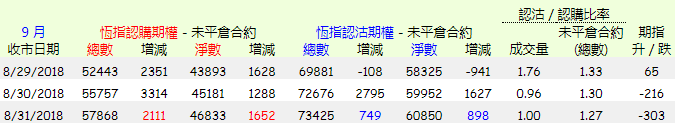 認沽 / 認購比率
9 月 恆指認購期權 - 未平倉合約 恆指認沽期權 - 未平倉合約 未平倉合約 期指
收市日期 總數 增減 淨數 增減 總數 增減 淨數 增減 成交量 (總數) 升 / 跌
8/29/2018 52443 2351 43893 1628 69881 -108 58325 -941 1.76 1.33 65
8/30/2018 55757 3314 45181 1288 72676 2795 59952 1627 0.96 1.30 -216
8/31/2018 57868 2111 46833 1652 73425 749 60850 898 1.00 1.27 -303